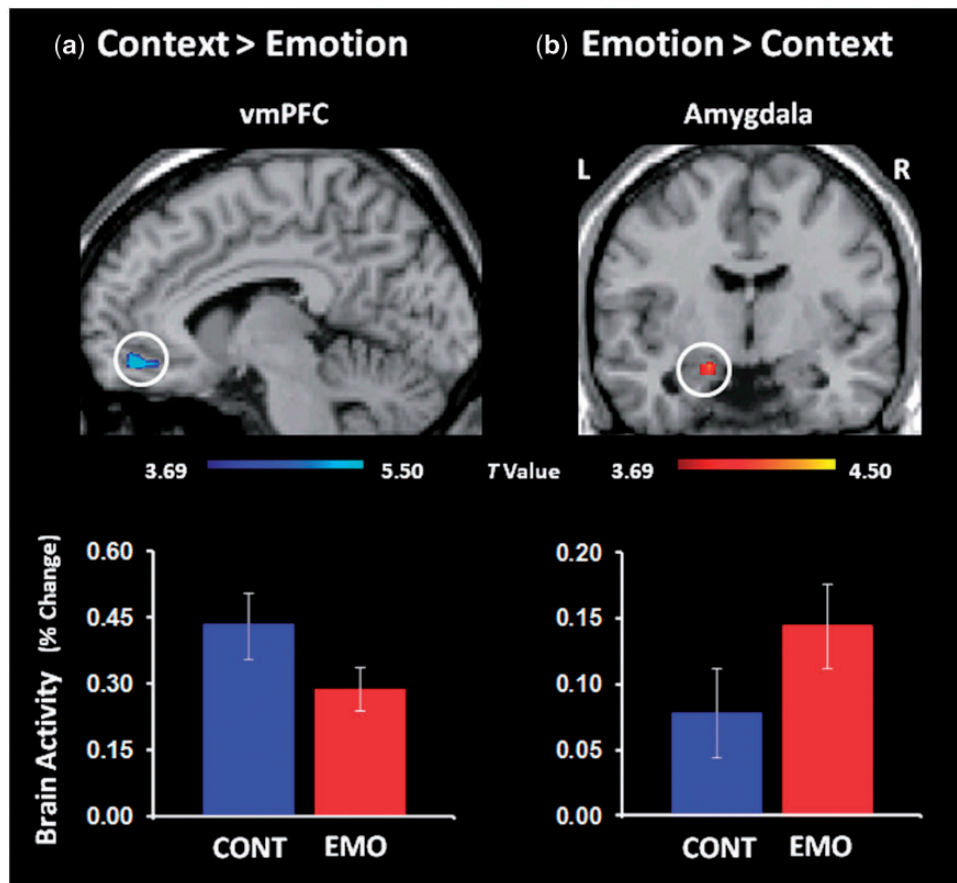 (a) Context > Emotion
(b) Emotion > Context
vmPFC
Amygdala
L
R
3.69
5.50
T Value
3.69
4.50
Brain Activity (% Change)
0.60
0.45
0.30
0.15
0.00
CONT
EMO
0.20
0.15
0.10
0.05
0.00
CONT
EMO